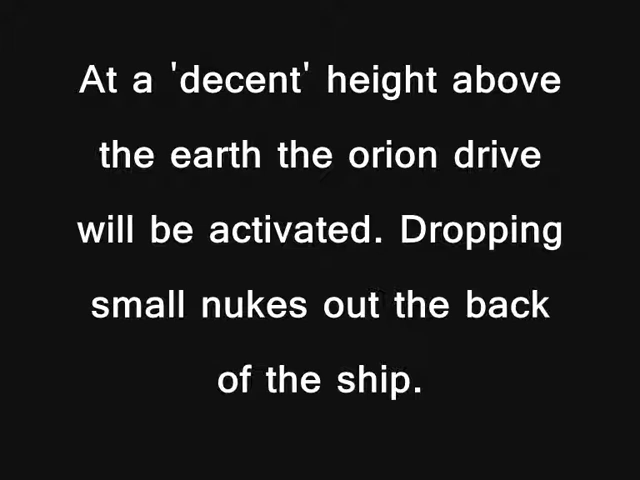 At a 'decent' height above
the earth the orion drive
will be activated. Dropping
small nukes out the back
of the ship.